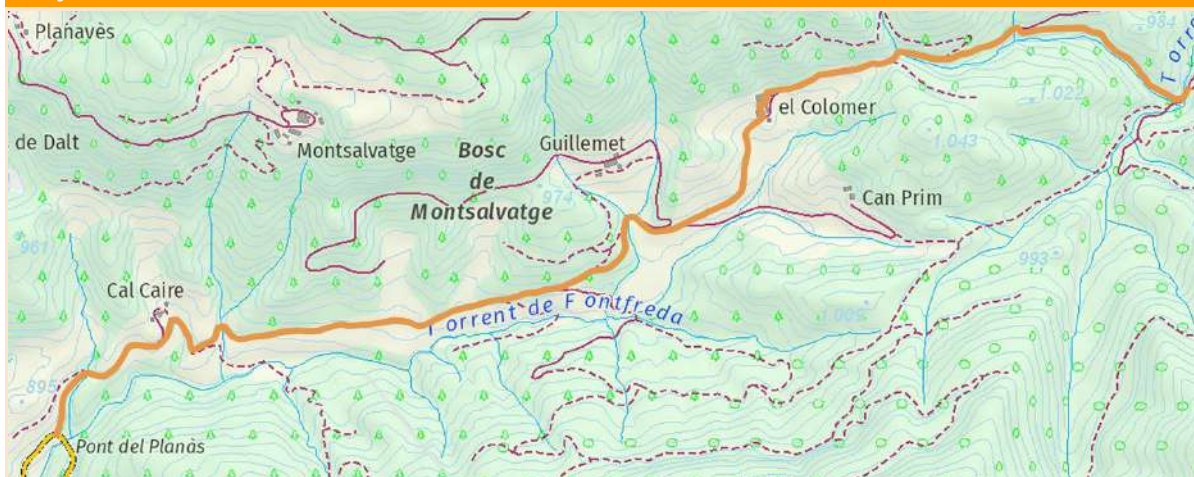 Planavès
984
Torre
1.022
el Colomer
de Dalt
Montsalvatge
Bosc
de
Montsalvatge
Guillemet
974
1.043
Can Prim
961
993
Cal Caire
Torrent de Fontfreda
1.009
895
Pont del Planàs